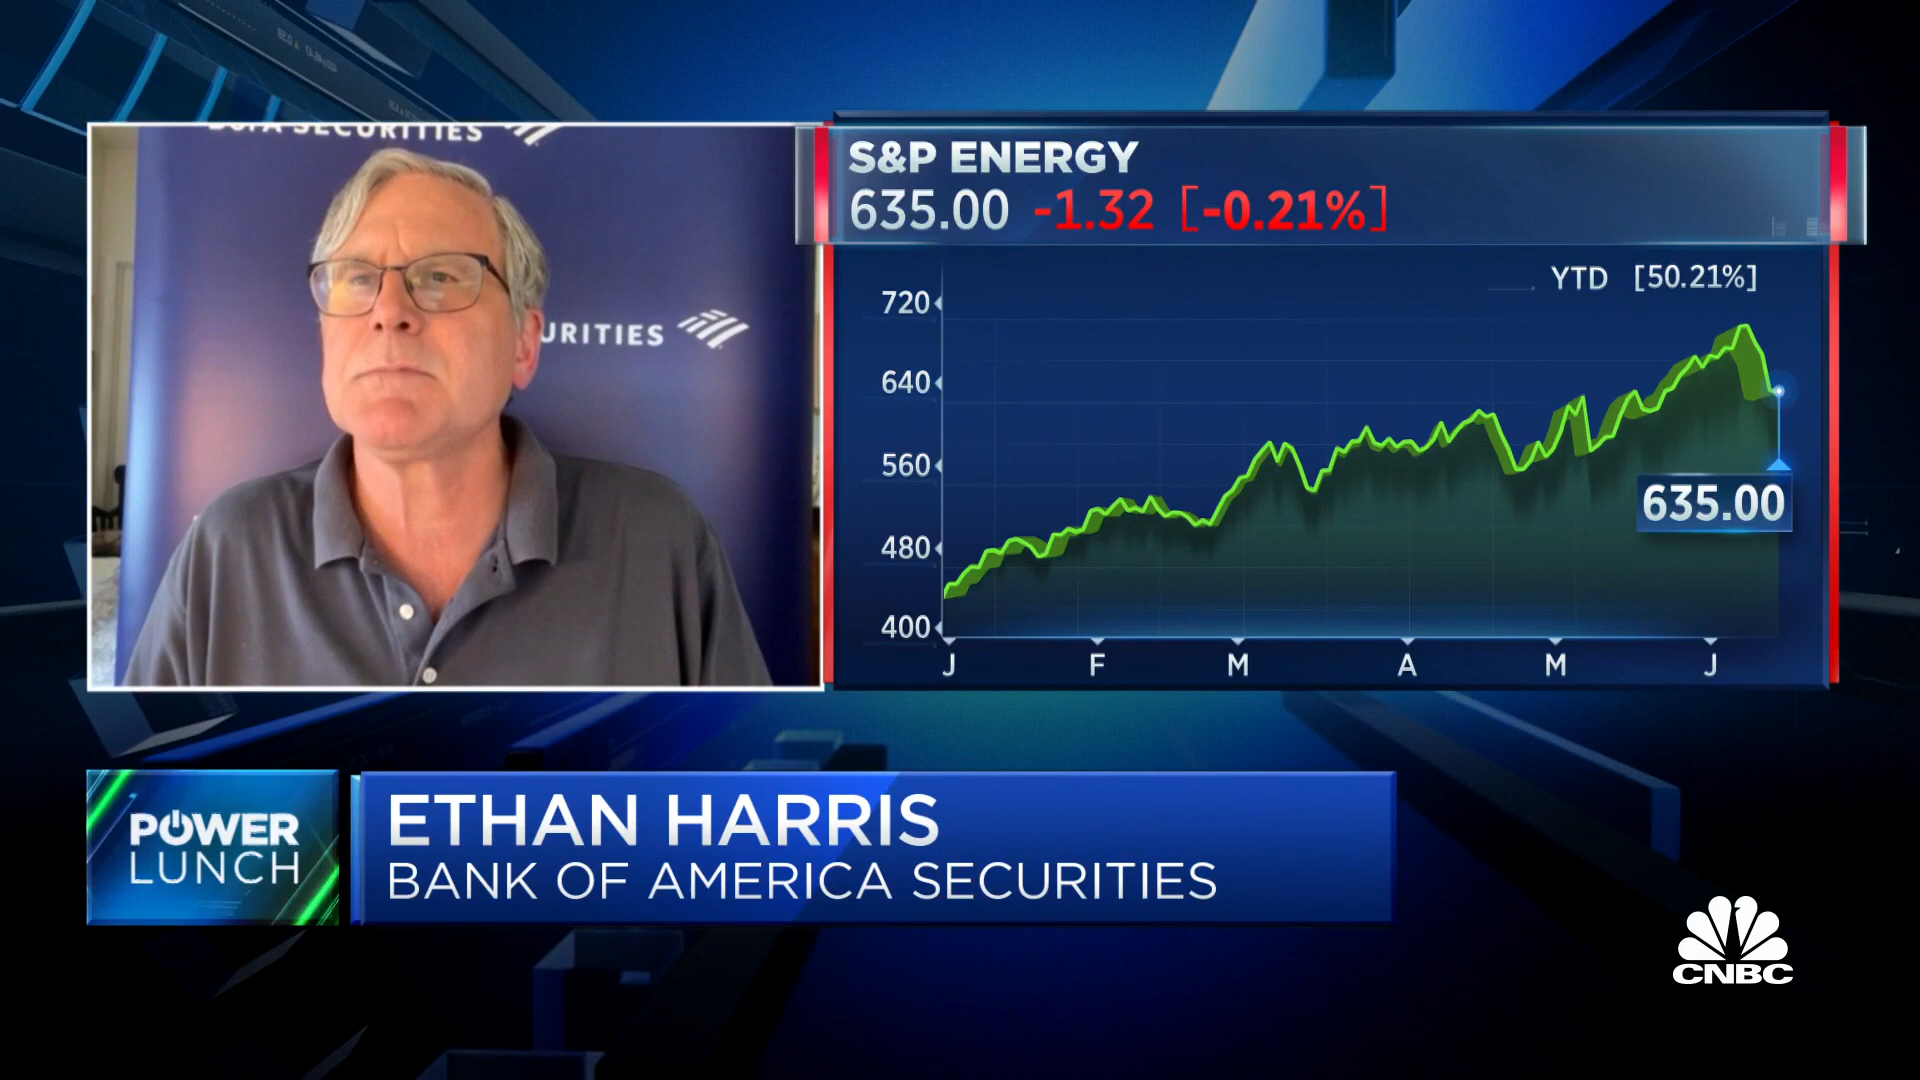 SECURITIES
URITIES
S&P ENERGY
635.00 -1.32 [-0.21%]
YTD [50.21%]
720
640
560
480
400
635.00
J F M A M J
POWER
LUNCH
ETHAN HARRIS
BANK OF AMERICA SECURITIES
CNBC